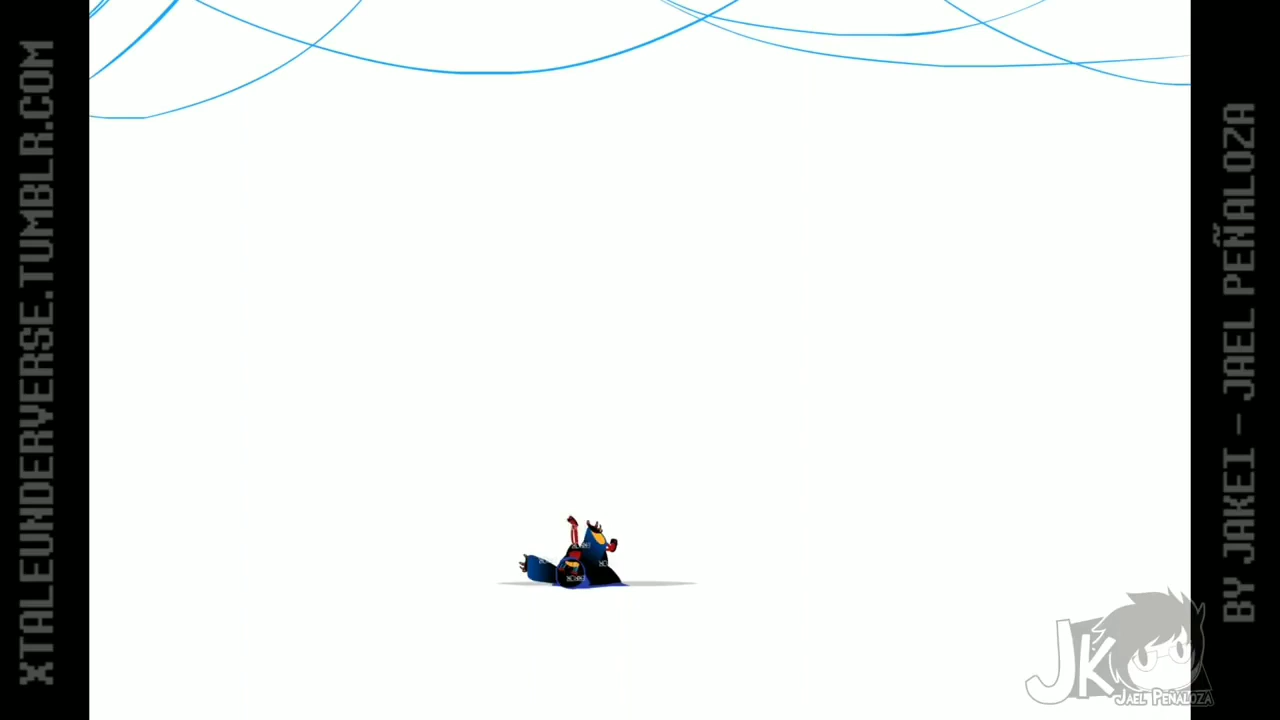 XTALEUNDERVERSE.TUMBLR.COM
BY JAKEI - JAEL PEÑALOZA
JK
JAEL PEÑALOZA